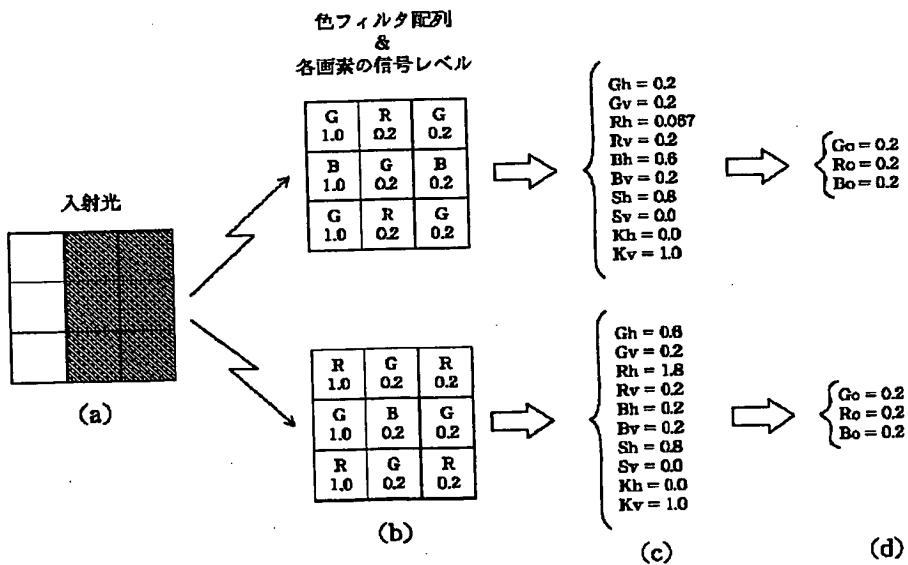 色フィルタ配列
&
各画素の信号レベル
G R G
1.0 0.2 0.2
B G B
1.0 0.2 0.2
G R G
1.0 0.2 0.2
Gh = 0.2
Gv = 0.2
Rh = 0.067
Rv = 0.2
Bh = 0.6
Bv = 0.2
Sh = 0.8
Sv = 0.0
Kh = 0.0
Kv = 1.0
Go = 0.2
Ro = 0.2
Bo = 0.2
入射光
(a)
R G R
1.0 0.2 0.2
G B G
1.0 0.2 0.2
R G R
1.0 0.2 0.2
(b)
Gh = 0.6
Gv = 0.2
Rh = 1.8
Rv = 0.2
Bh = 0.2
Bv = 0.2
Sh = 0.8
Sv = 0.0
Kh = 0.0
Kv = 1.0
(c)
Go = 0.2
Ro = 0.2
Bo = 0.2
(d)